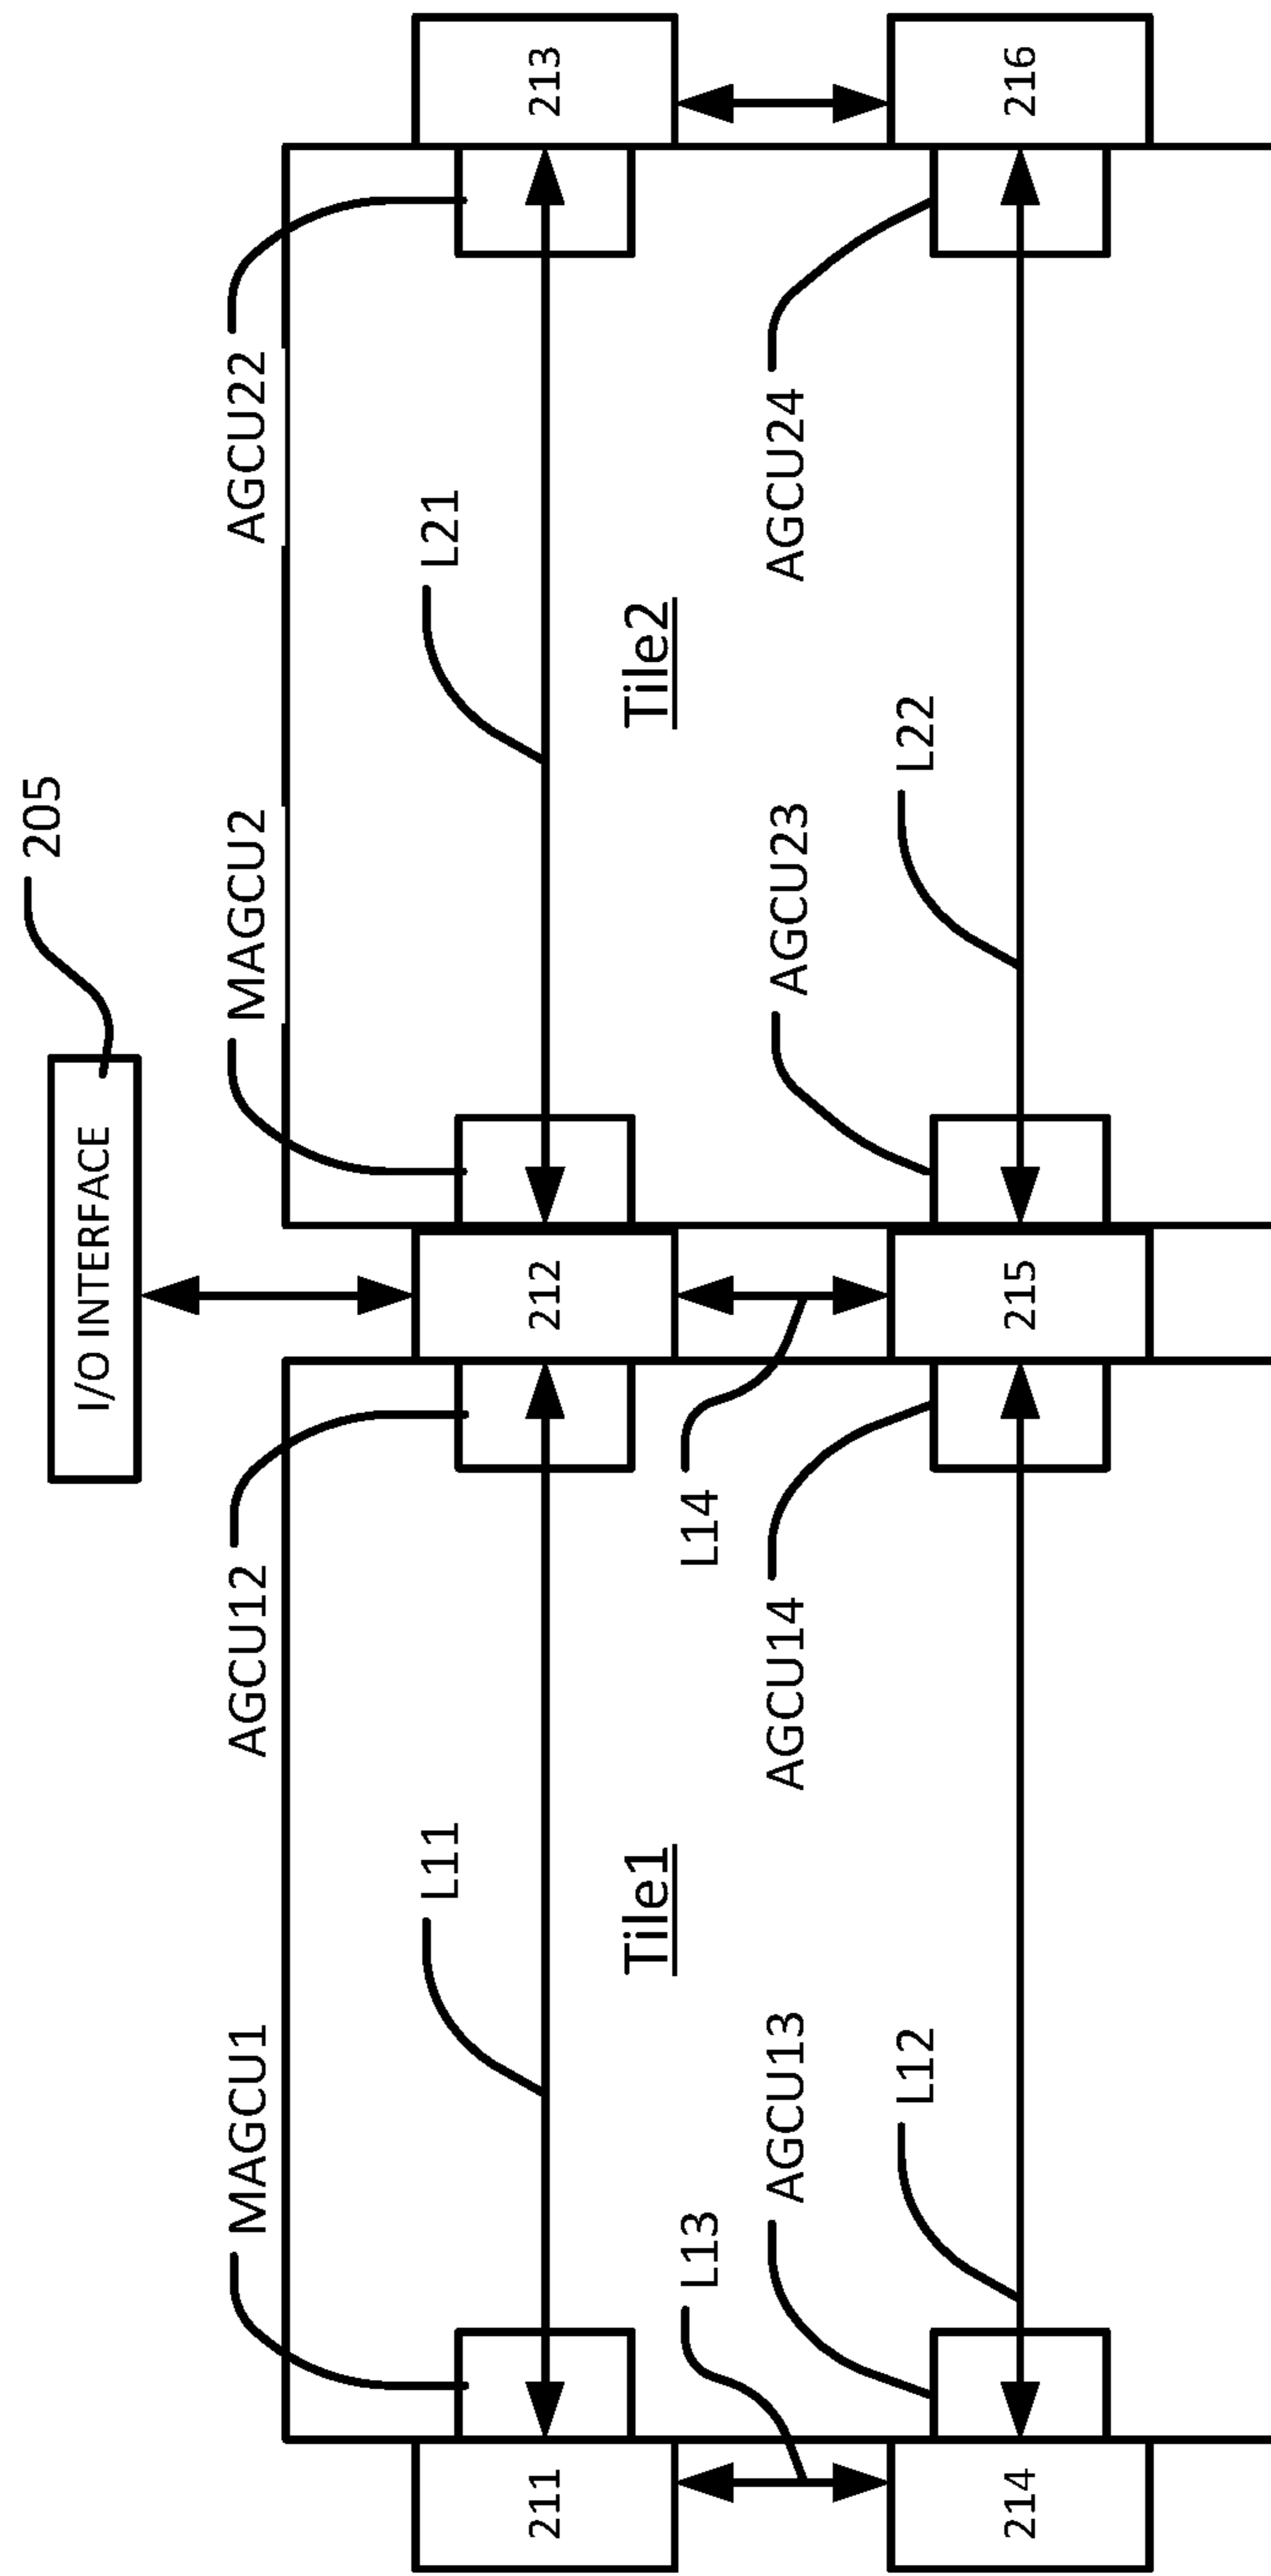 205
I/O INTERFACE
MAGCU1
AGCU12
MAGCU2
AGCU22
L11
L21
211
212
213
Tile1
Tile2
L13
L14
AGCU13
AGCU14
AGCU23
AGCU24
L12
L22
214
215
216